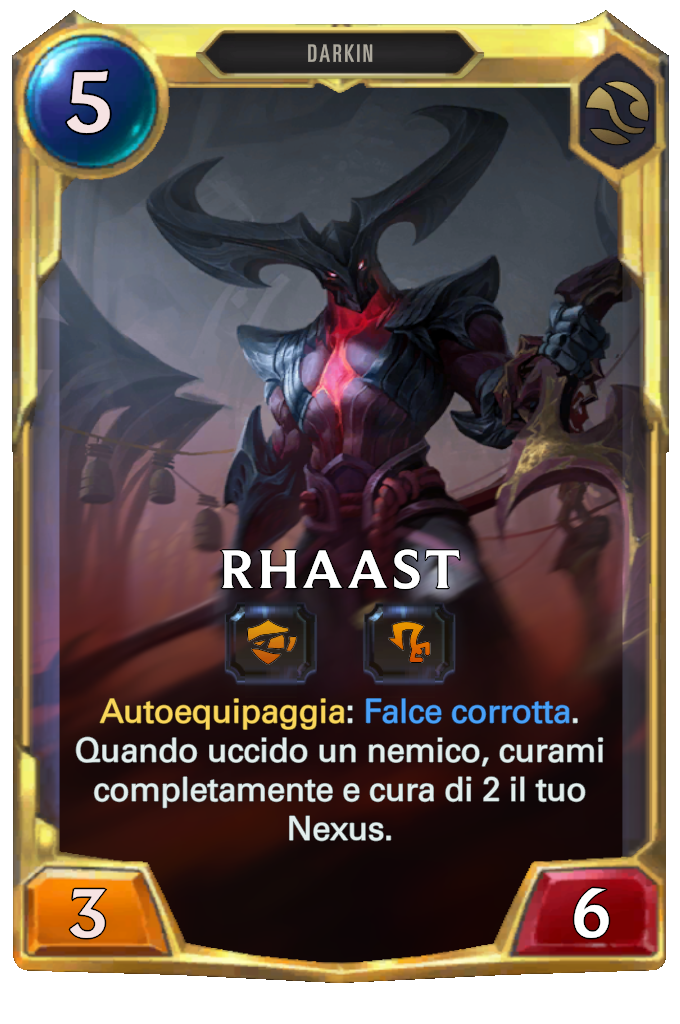 DARKIN
5
RHAAST
Autoequipaggia: Falce corrotta.
Quando uccido un nemico, curami
completamente e cura di 2 il tuo
Nexus.
3
6